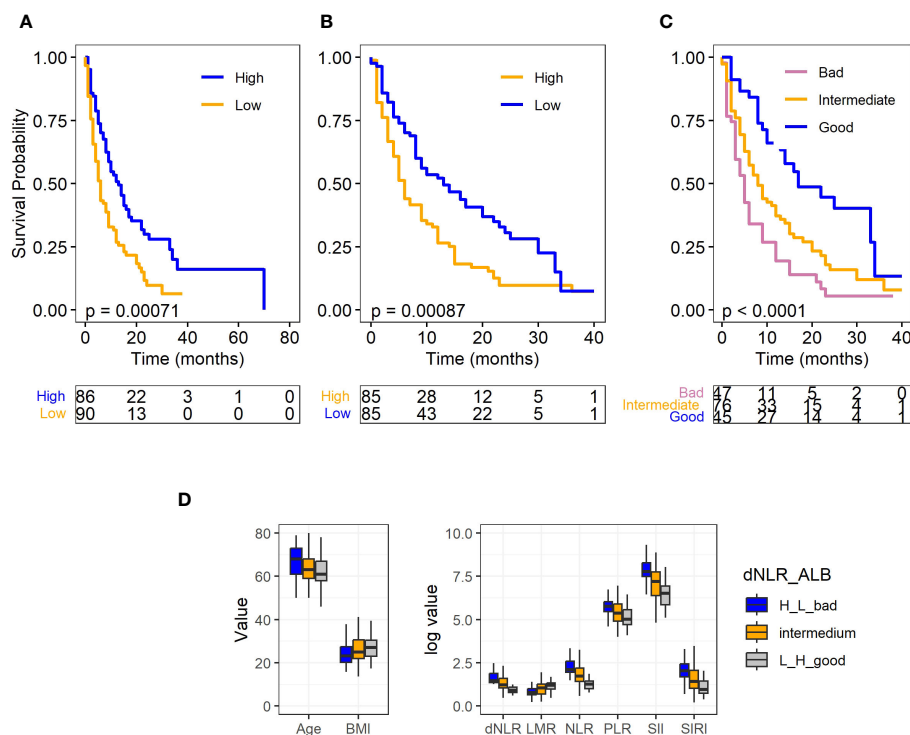 A
B
C
1.00
0.75
0.50
0.25
0.00
Survival Probability
High
Low
p = 0.00071
0 20 40 60 80
Time (months)
High 86 22 3 1 0
Low 90 13 0 0 0
1.00
0.75
0.50
0.25
0.00
High
Low
p = 0.00087
0 10 20 30 40
Time (months)
High 85 28 12 5 1
Low 85 43 22 5 1
1.00
0.75
0.50
0.25
0.00
Bad
Intermediate
Good
p < 0.0001
0 10 20 30 40
Time (months)
Bad 47 11 5 2 0
Intermediate 76 33 15 4 1
Good 45 27 14 4 1
D
80
60
40
20
0
Value
Age BMI
10.0
7.5
5.0
2.5
0.0
log value
dNLR LMR NLR PLR SII SIRI
dNLR_ALB
H_L_bad
intermedium
L_H_good